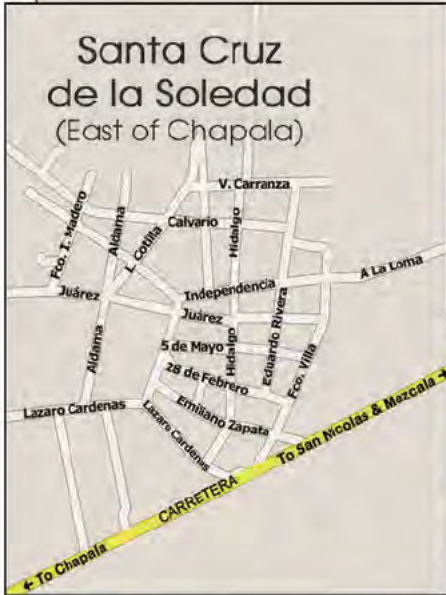 Santa Cruz
de la Soledad
(East of Chapala)
V. Carranza
Fco. I. Madero
Aldama
L. Cotilla
Calvario
Hidalgo
A La Loma
Independencia
Juárez
Juárez
Aldama
5 de Mayo
Hidalgo
Eduardo Rivera
Fco. Villa
28 de Febrero
Lazaro Cardenas
Lazaro Cardenas
Emiliano Zapata
To San Nicolas & Mezcala →
CARRETERA
← To Chapala